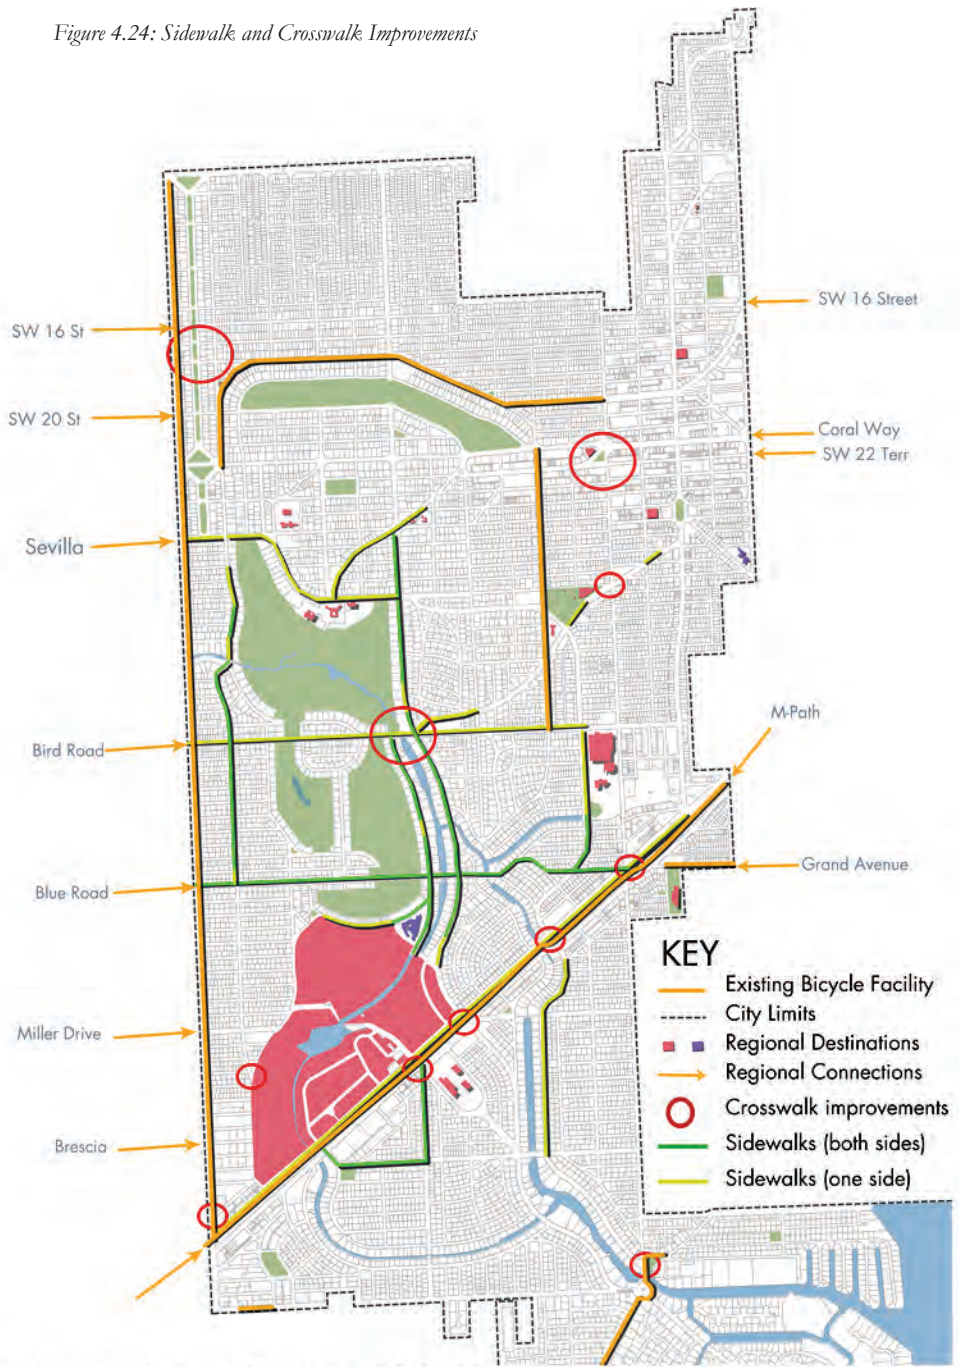 Figure 4.24: Sidewalk and Crosswalk Improvements
SW 16 Street
SW 16 St
SW 20 St
Coral Way
SW 22 Terr
Sevilla
M-Path
Bird Road
Grand Avenue
Blue Road
KEY
Existing Bicycle Facility
City Limits
Regional Destinations
Regional Connections
Crosswalk improvements
Sidewalks (both sides)
Sidewalks (one side)
Miller Drive
Brescia